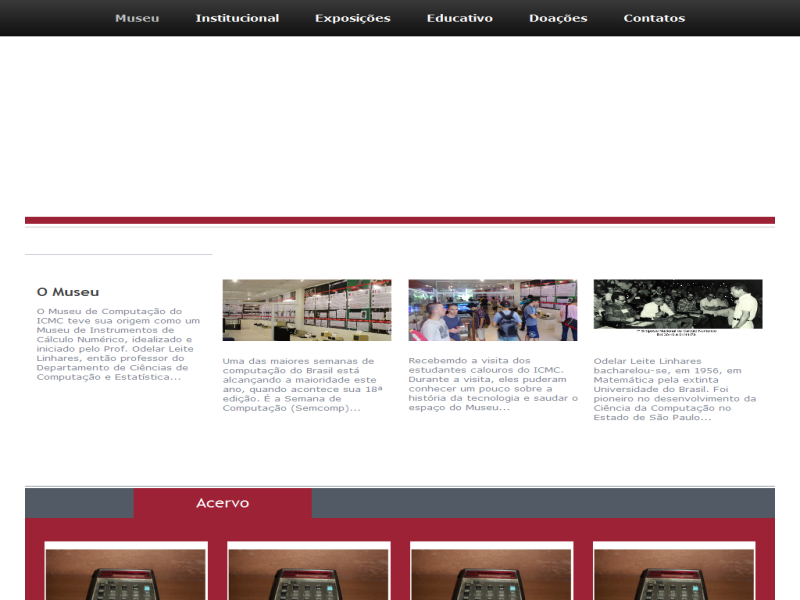 Museu Institucional Exposições Educativo Doações Contatos
O Museu
O Museu de Computação do
ICMC teve sua origem como um
Museu de Instrumentos de
Cálculo Numérico, idealizado e
iniciado pelo Prof. Odelar Leite
Linhares, então professor do
Departamento de Ciências de
Computação e Estatística...
Uma das maiores semanas de
computação do Brasil está
alcançando a maioridade este
ano, quando acontece sua 18ª
edição. É a Semana de
Computação (Semcomp)...
Recebemdo a visita dos
estudantes calouros do ICMC.
Durante a visita, eles puderam
conhecer um pouco sobre a
história da tecnologia e saudar o
espaço do Museu...
Odelar Leite Linhares
bacharelou-se, em 1956, em
Matemática pela extinta
Universidade do Brasil. Foi
pioneiro no desenvolvimento da
Ciência da Computação no
Estado de São Paulo...
Acervo